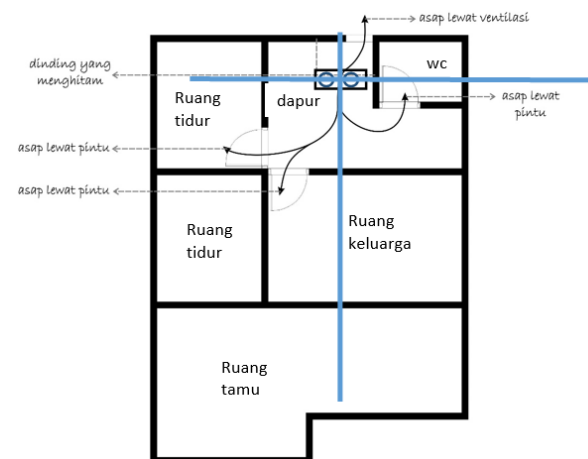 asap lewat ventilasi
dinding yang
menghitam
wc
Ruang
tidur
dapur
asap lewat
pintu
asap lewat pintu
asap lewat pintu
Ruang
tidur
Ruang
keluarga
Ruang
tamu